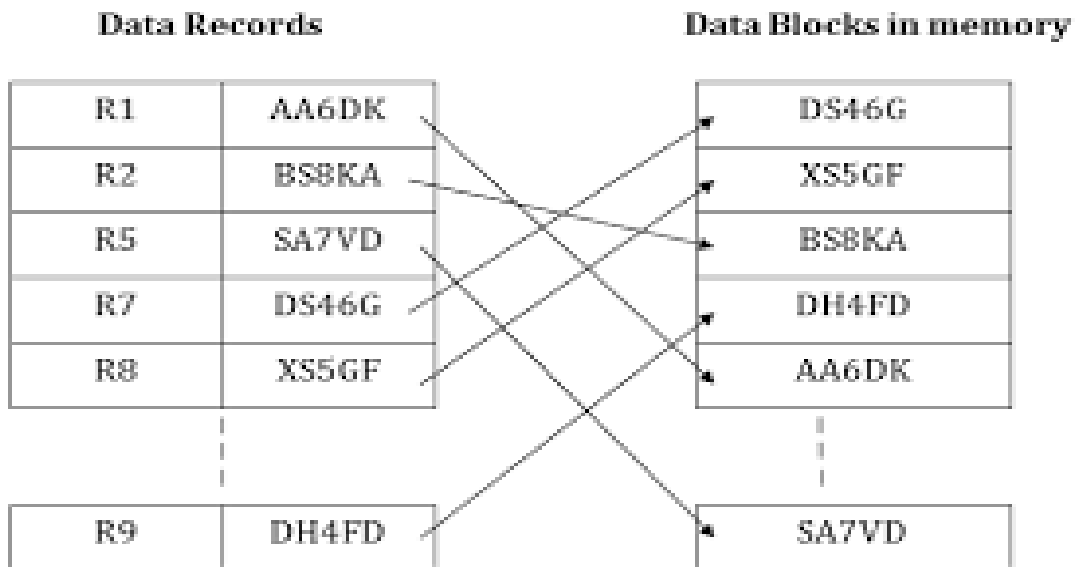 Data Records Data Blocks in memory
R1 AA6DK DS46G
R2 BS8KA XS5GF
R5 SA7VD BS8KA
R7 DS46G DH4FD
R8 XS5GF AA6DK
R9 DH4FD SA7VD